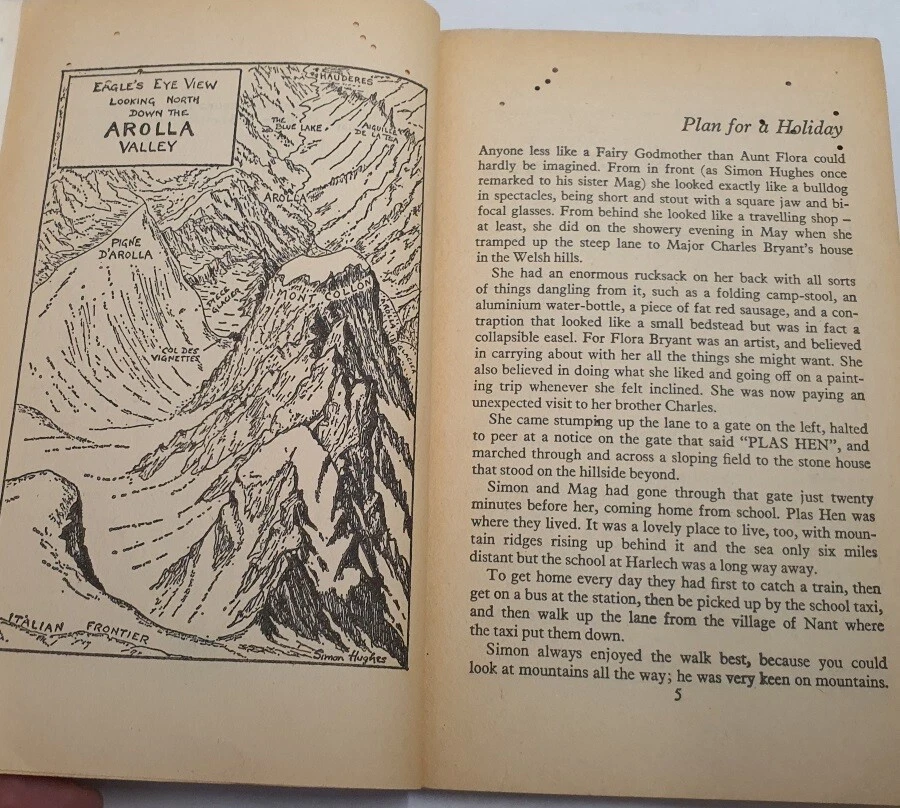 EAGLE'S EYE VIEW
LOOKING NORTH
DOWN THE
AROLLA
VALLEY
HAUDERES
THE
BLUE LAKE
AIGUILLE
DE LA TSA
AROLLA
PIGNE
D'AROLLA
GLACIER
MONT COLLON
COL DES
VIGNETTES
ITALIAN FRONTIER
Simon Hughes
Plan for a Holiday
Anyone less like a Fairy Godmother than Aunt Flora could
hardly be imagined. From in front (as Simon Hughes once
remarked to his sister Mag) she looked exactly like a bulldog
in spectacles, being short and stout with a square jaw and bi-
focal glasses. From behind she looked like a travelling shop –
at least, she did on the showery evening in May when she
tramped up the steep lane to Major Charles Bryant's house
in the Welsh hills.
She had an enormous rucksack on her back with all sorts
of things dangling from it, such as a folding camp-stool, an
aluminium water-bottle, a piece of fat red sausage, and a con-
traption that looked like a small bedstead but was in fact a
collapsible easel. For Flora Bryant was an artist, and believed
in carrying about with her all the things she might want. She
also believed in doing what she liked and going off on a paint-
ing trip whenever she felt inclined. She was now paying an
unexpected visit to her brother Charles.
She came stumping up the lane to a gate on the left, halted
to peer at a notice on the gate that said "PLAS HEN", and
marched through and across a sloping field to the stone house
that stood on the hillside beyond.
Simon and Mag had gone through that gate just twenty
minutes before her, coming home from school. Plas Hen was
where they lived. It was a lovely place to live, too, with moun-
tain ridges rising up behind it and the sea only six miles
distant but the school at Harlech was a long way away.
To get home every day they had first to catch a train, then
get on a bus at the station, then be picked up by the school taxi,
and then walk up the lane from the village of Nant where
the taxi put them down.
Simon always enjoyed the walk best, because you could
look at mountains all the way; he was very keen on mountains.
5